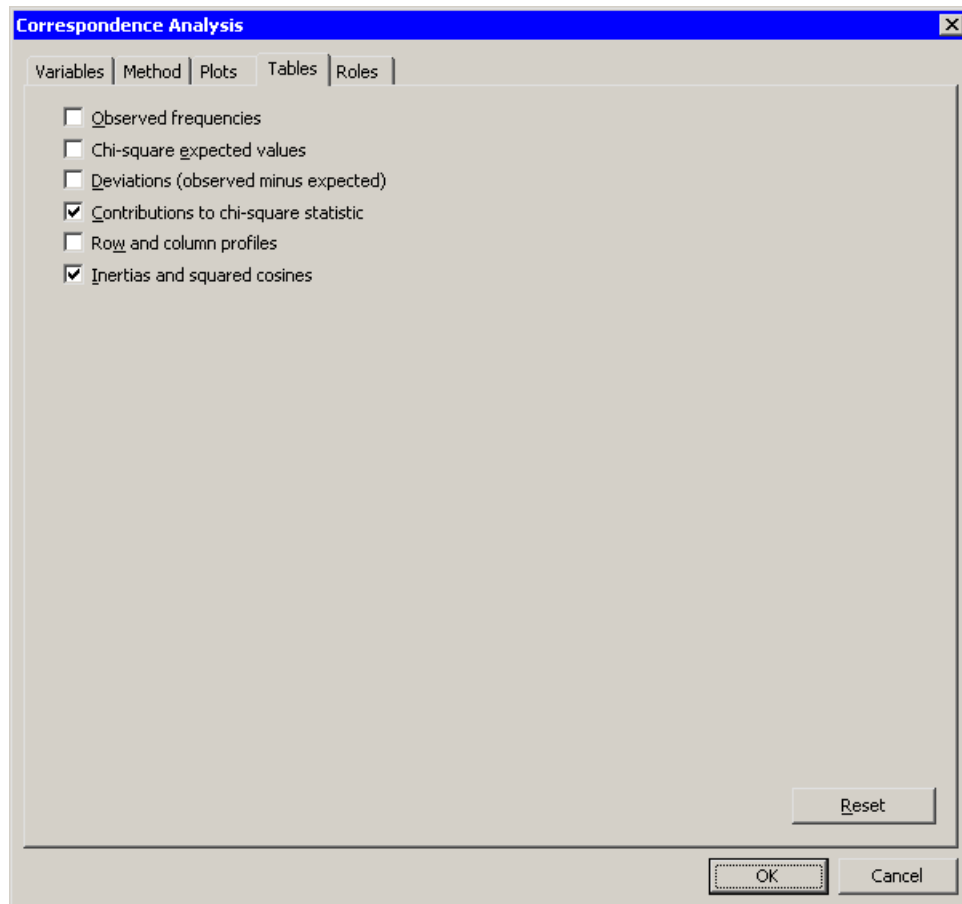 Correspondence Analysis
Variables Method Plots Tables Roles
Observed frequencies
Chi-square expected values
Deviations (observed minus expected)
Contributions to chi-square statistic
Row and column profiles
Inertias and squared cosines
Reset
OK Cancel